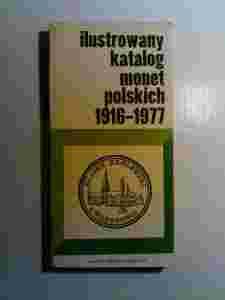 ilustrowany
katalog
monet
polskich
1916-1977